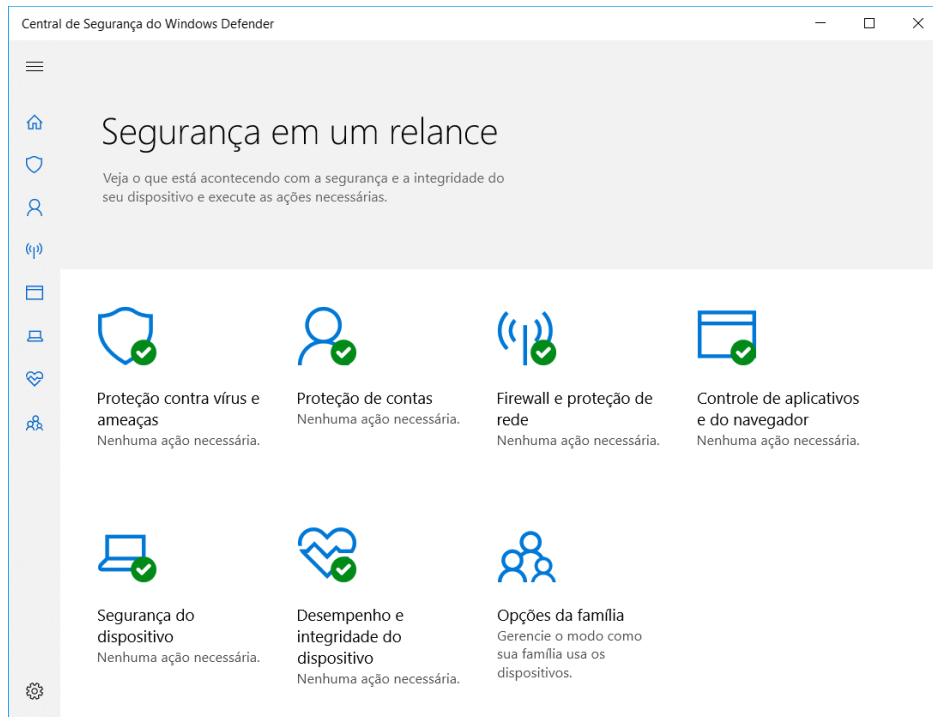 Central de Segurança do Windows Defender
Segurança em um relance
Veja o que está acontecendo com a segurança e a integridade do
seu dispositivo e execute as ações necessárias.
Proteção contra vírus e
ameaças
Nenhuma ação necessária.
Proteção de contas
Nenhuma ação necessária.
Firewall e proteção de
rede
Nenhuma ação necessária.
Controle de aplicativos
e do navegador
Nenhuma ação necessária.
Segurança do
dispositivo
Nenhuma ação necessária.
Desempenho e
integridade do
dispositivo
Nenhuma ação necessária.
Opções da família
Gerencie o modo como
sua família usa os
dispositivos.